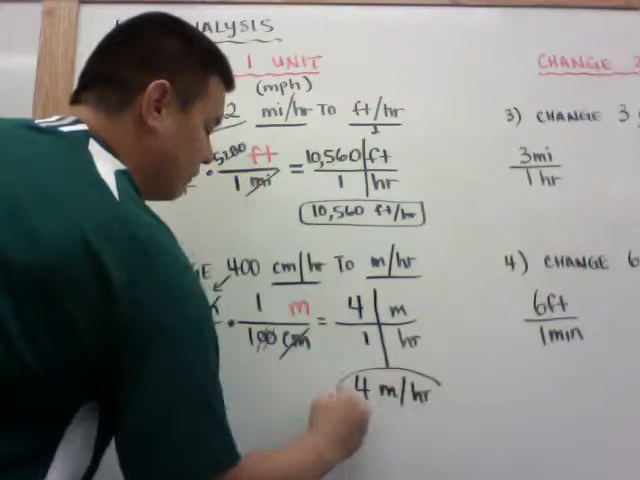 ANALYSIS
1 UNIT
(mph)
2 mi/hr TO ft/hr
5280 ft / 1 mi = 10,560 ft / 1 hr
10,560 ft/hr
400 cm/hr TO m/hr
· 1 m / 100 cm = 4 m / 1 hr
4 m/hr
CHANGE
3) CHANGE 3
3mi / 1 hr
4) CHANGE 6
6ft / 1min